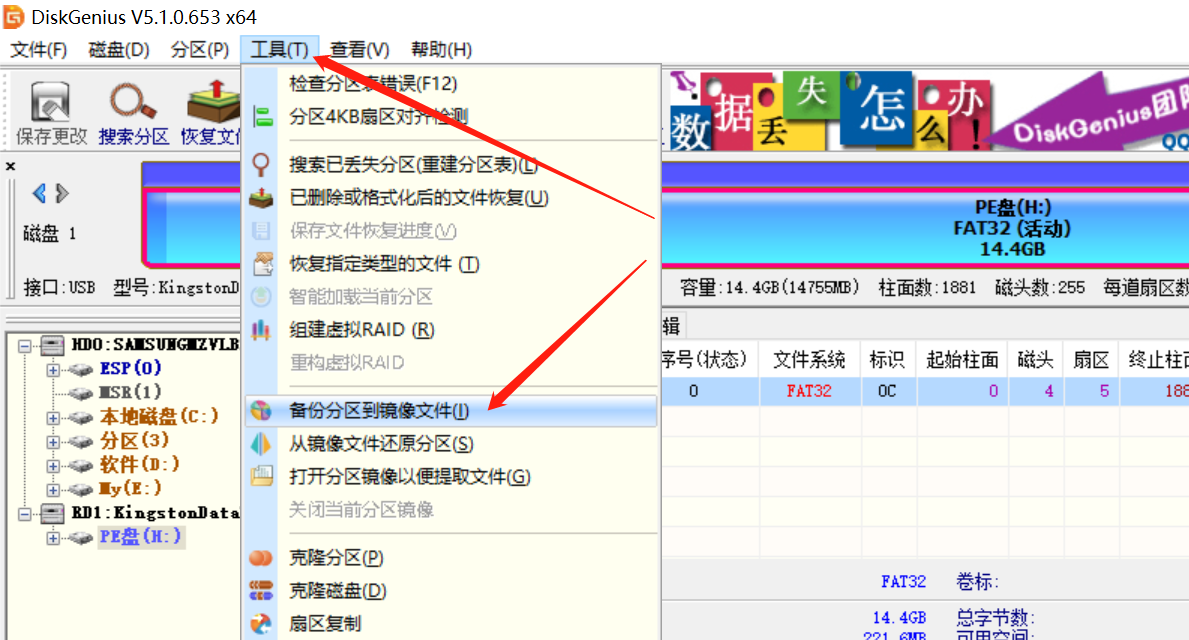 DiskGenius V5.1.0.653 x64
文件(F) 磁盘(D) 分区(P) 工具(T) 查看(V) 帮助(H)
保存更改 搜索分区 恢复文件
数据丢失怎么办!
DiskGenius团队
QQ
磁盘 1
PE盘(H:)
FAT32 (活动)
14.4GB
接口:USB 型号:KingstonD
容量:14.4GB(14755MB) 柱面数:1881 磁头数:255 每道扇区数
检查分区表错误(F12)
分区4KB扇区对齐检测
搜索已丢失分区(重建分区表)(L)
已删除或格式化后的文件恢复(U)
保存文件恢复进度(V)
恢复指定类型的文件 (T)
智能加载当前分区
组建虚拟RAID (R)
重构虚拟RAID
备份分区到镜像文件(I)
从镜像文件还原分区(S)
打开分区镜像以便提取文件(G)
关闭当前分区镜像
克隆分区(P)
克隆磁盘(D)
扇区复制
HD0:SAMSUNGMZVLB
ESP(0)
MSR(1)
本地磁盘(C:)
分区(3)
软件(D:)
My(E:)
RD1:KingstonData
PE盘(H:)
辑
序号(状态) 文件系统 标识 起始柱面 磁头 扇区 终止柱面
0 FAT32 0C 0 4 5 188
FAT32 卷标:
14.4GB 总字节数:
221.6MB 可用空间: